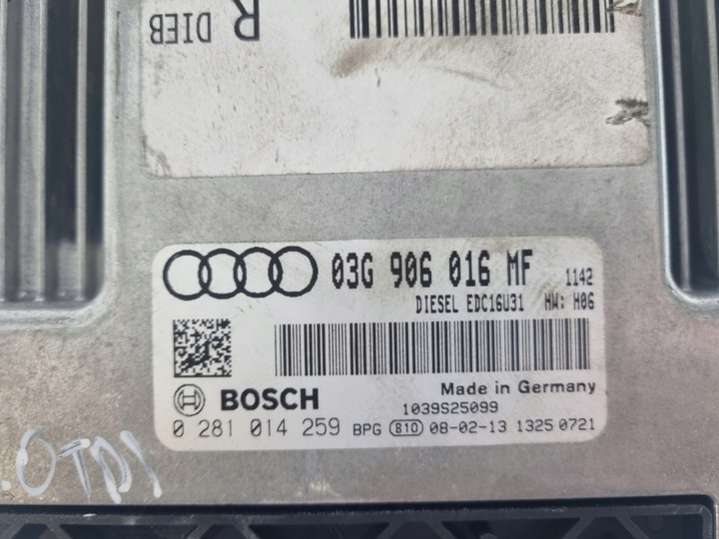 R
DIEB
03G 906 016 MF 1142
DIESEL EDC16U31 HW: H06
BOSCH
Made in Germany
1039S25099
0 281 014 259 BPG 810 08-02-13 1325 0721
.0TDI